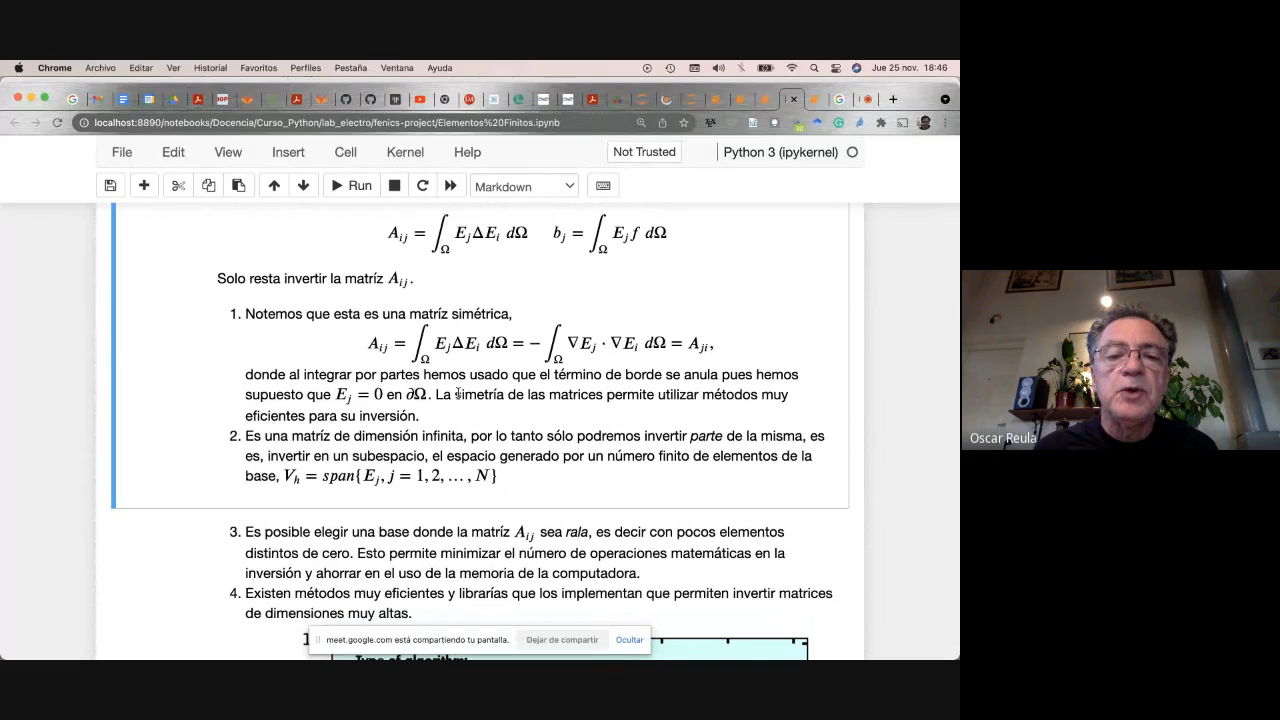 Chrome Archivo Editar Ver Historial Favoritos Perfiles Pestaña Ventana Ayuda Jue 25 nov. 18:46
localhost:8890/notebooks/Docencia/Curso_Python/lab_electro/fenics-project/Elementos%20Finitos.ipynb
File Edit View Insert Cell Kernel Help Not Trusted Python 3 (ipykernel)
Run Markdown
A_{ij} = ∫_Ω E_jΔE_i dΩ b_j = ∫_Ω E_j f dΩ
Solo resta invertir la matríz A_{ij}.
1. Notemos que esta es una matríz simétrica,
A_{ij} = ∫_Ω E_jΔE_i dΩ = − ∫_Ω ∇E_j · ∇E_i dΩ = A_{ji},
donde al integrar por partes hemos usado que el término de borde se anula pues hemos
supuesto que E_j = 0 en ∂Ω. La simetría de las matrices permite utilizar métodos muy
eficientes para su inversión.
2. Es una matríz de dimensión infinita, por lo tanto sólo podremos invertir parte de la misma, es
es, invertir en un subespacio, el espacio generado por un número finito de elementos de la
base, V_h = span{E_j, j = 1, 2, … , N}
3. Es posible elegir una base donde la matríz A_{ij} sea rala, es decir con pocos elementos
distintos de cero. Esto permite minimizar el número de operaciones matemáticas en la
inversión y ahorrar en el uso de la memoria de la computadora.
4. Existen métodos muy eficientes y librarías que los implementan que permiten invertir matrices
de dimensiones muy altas.
meet.google.com está compartiendo tu pantalla. Dejar de compartir Ocultar
Type of algorithm:
Oscar Reula